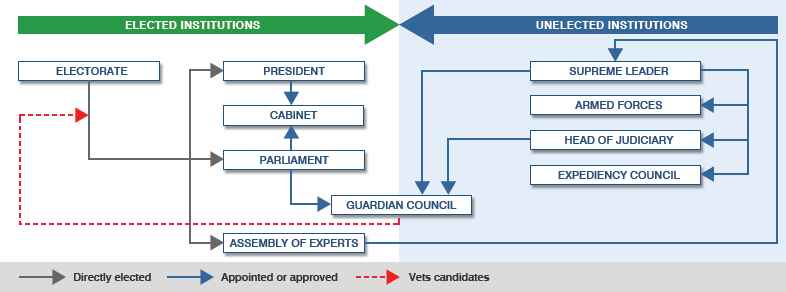 ELECTED INSTITUTIONS
UNELECTED INSTITUTIONS
ELECTORATE
PRESIDENT
SUPREME LEADER
CABINET
ARMED FORCES
PARLIAMENT
HEAD OF JUDICIARY
EXPEDIENCY COUNCIL
GUARDIAN COUNCIL
ASSEMBLY OF EXPERTS
Directly elected
Appointed or approved
Vets candidates